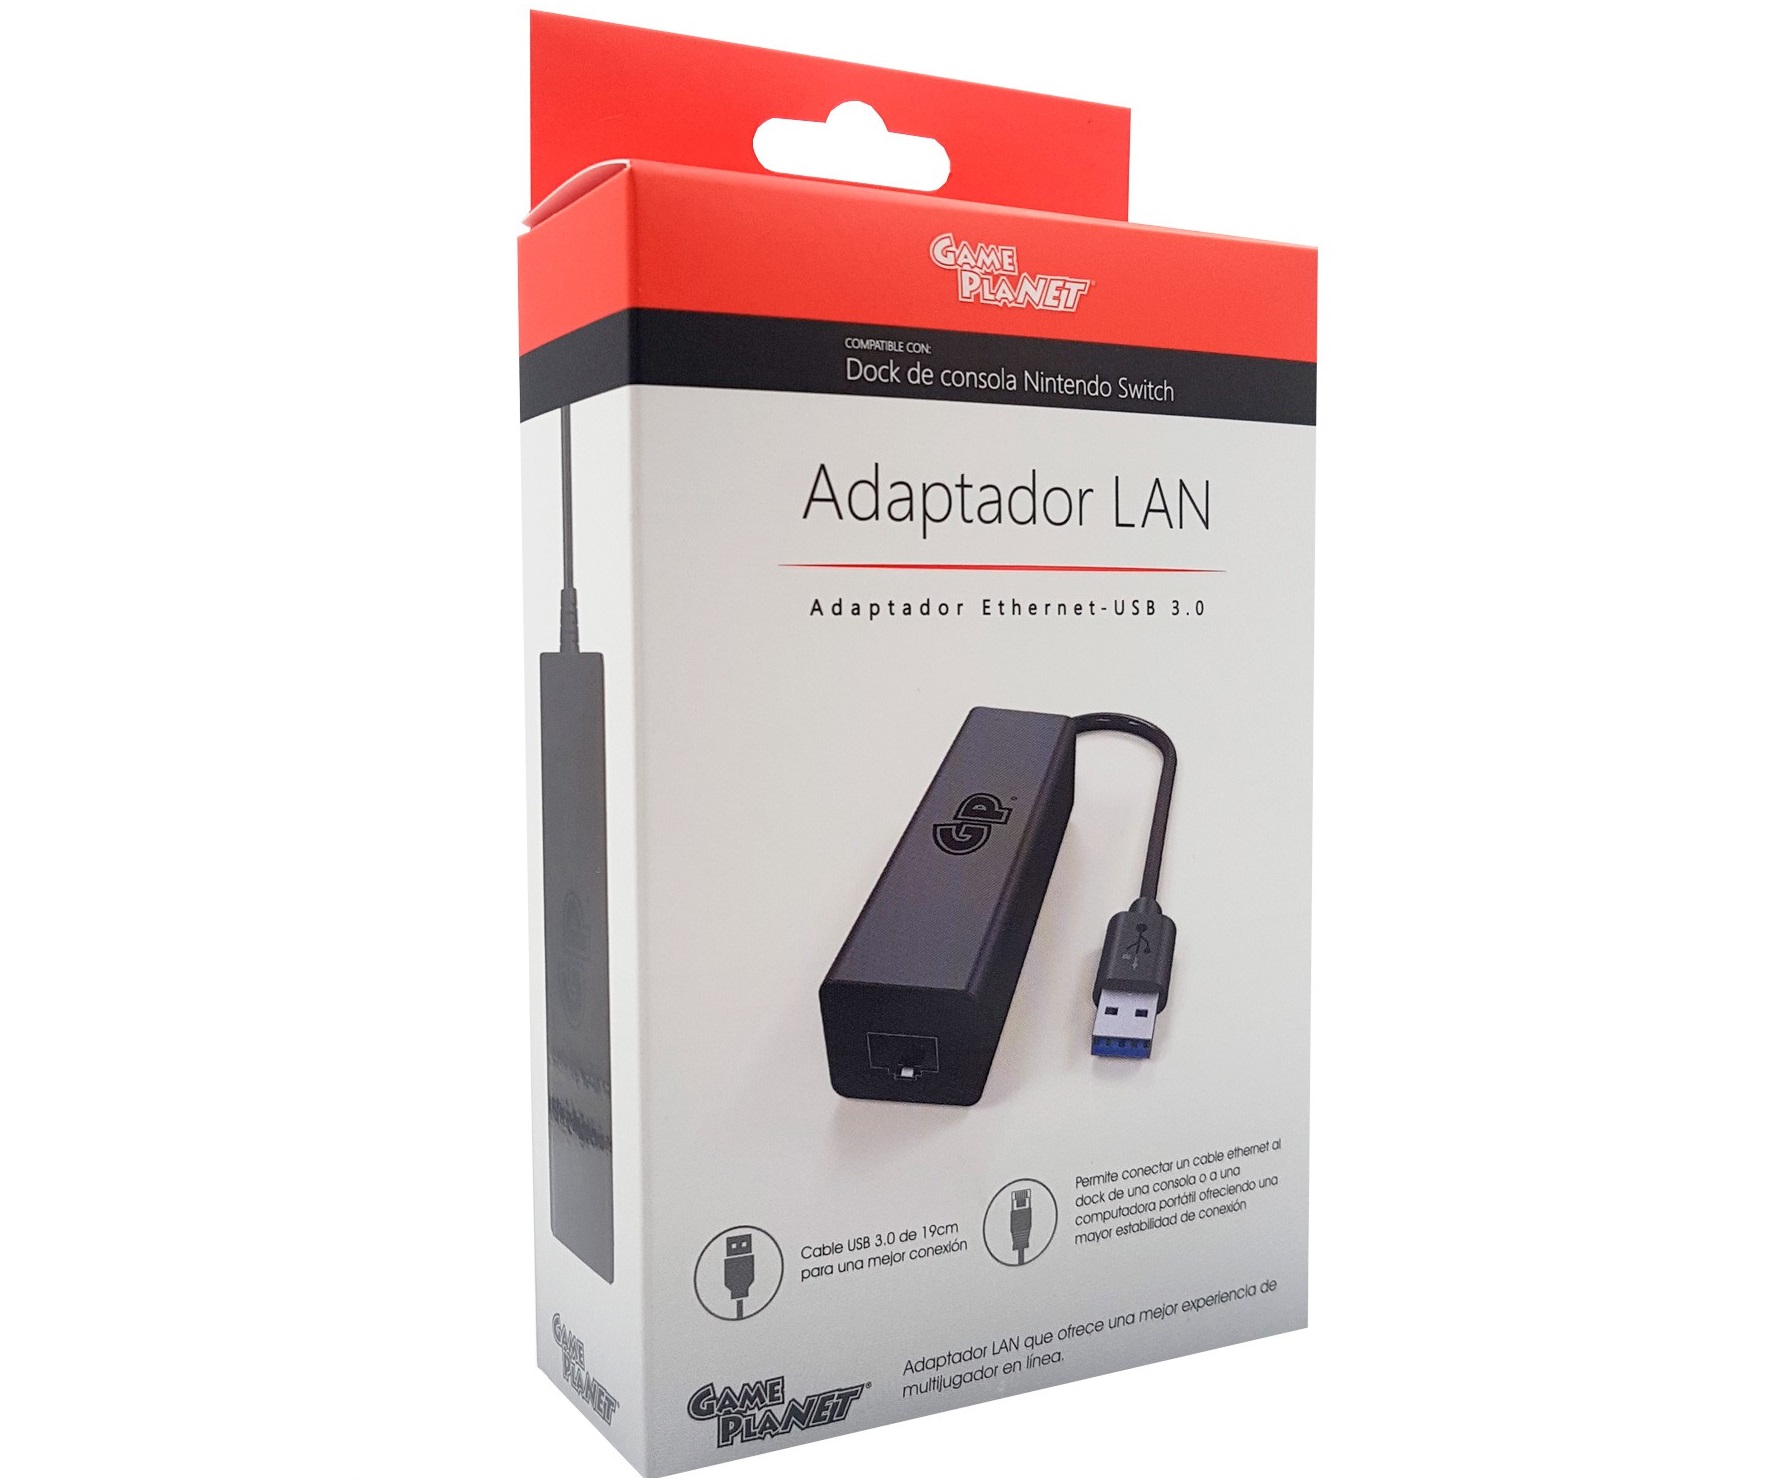 GAME
PLANET
COMPATIBLE CON:
Dock de consola Nintendo Switch
Adaptador LAN
Adaptador Ethernet-USB 3.0
GP
GP
Cable USB 3.0 de 19cm
para una mejor conexión
Permite conectar un cable ethernet al
dock de una consola o a una
computadora portátil ofreciendo una
mayor estabilidad de conexión
Adaptador LAN que ofrece una mejor experiencia de
multijugador en línea.
GAME
PLANET®
GAME
PLANET